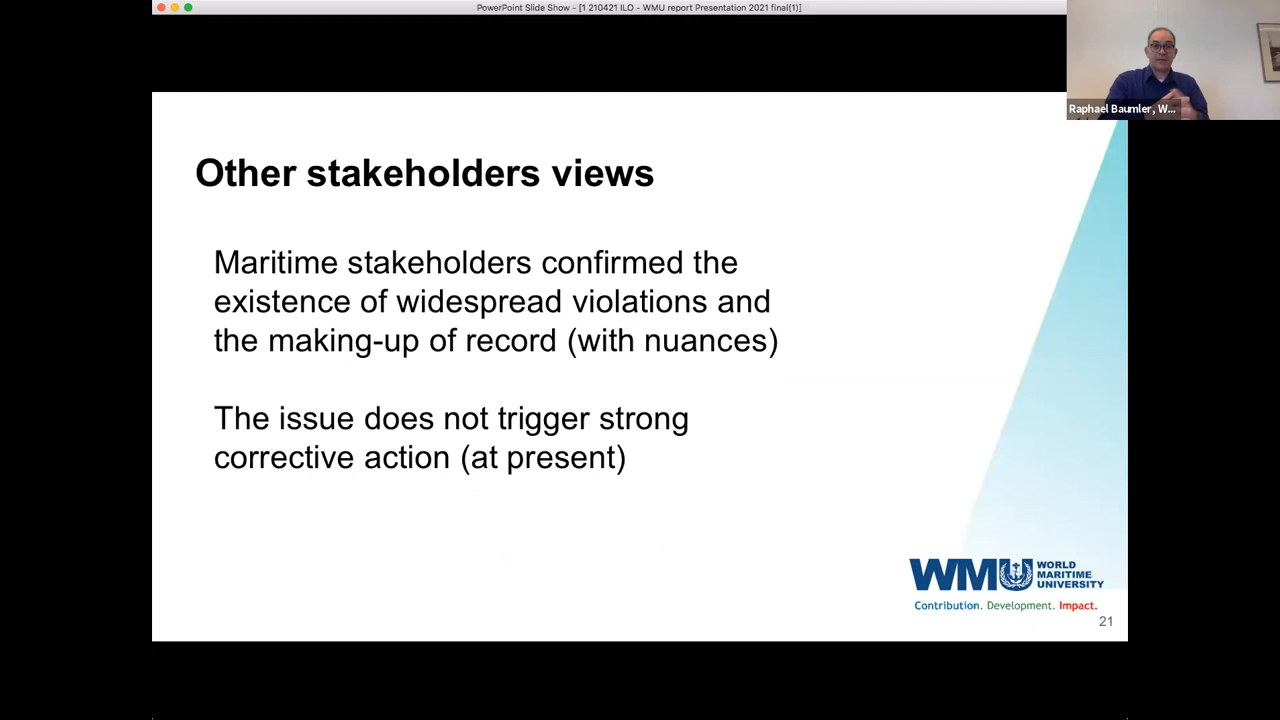 PowerPoint Slide Show - [1 210421 ILO - WMU report Presentation 2021 final(1)]
Raphael Baumler, W...
Other stakeholders views
Maritime stakeholders confirmed the
existence of widespread violations and
the making-up of record (with nuances)
The issue does not trigger strong
corrective action (at present)
WMU WORLD
MARITIME
UNIVERSITY
Contribution. Development. Impact.
21